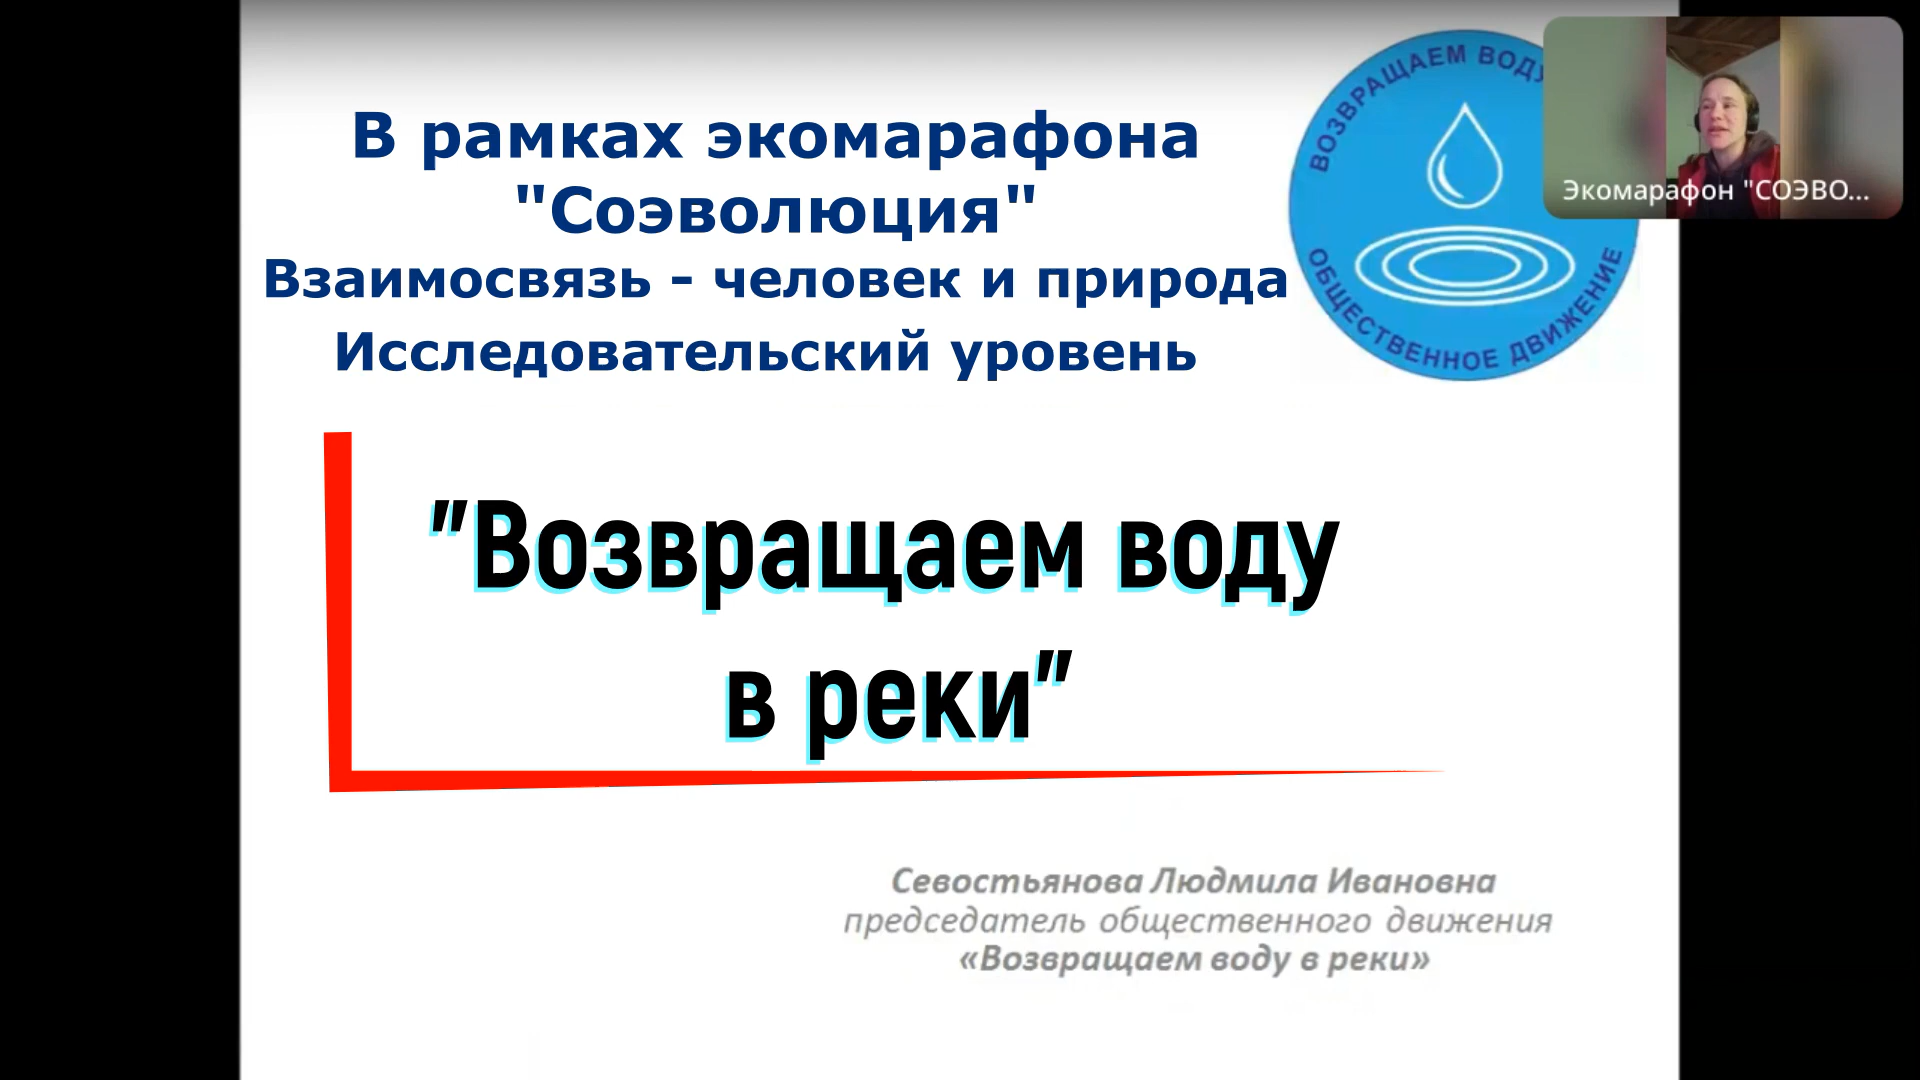 В рамках экомарафона
"Соэволюция"
Взаимосвязь - человек и природа
Исследовательский уровень
ВОЗВРАЩАЕМ ВОДУ
ОБЩЕСТВЕННОЕ ДВИЖЕНИЕ
Экомарафон "СОЭВО...
"Возвращаем воду
в реки"
Севостьянова Людмила Ивановна
председатель общественного движения
«Возвращаем воду в реки»